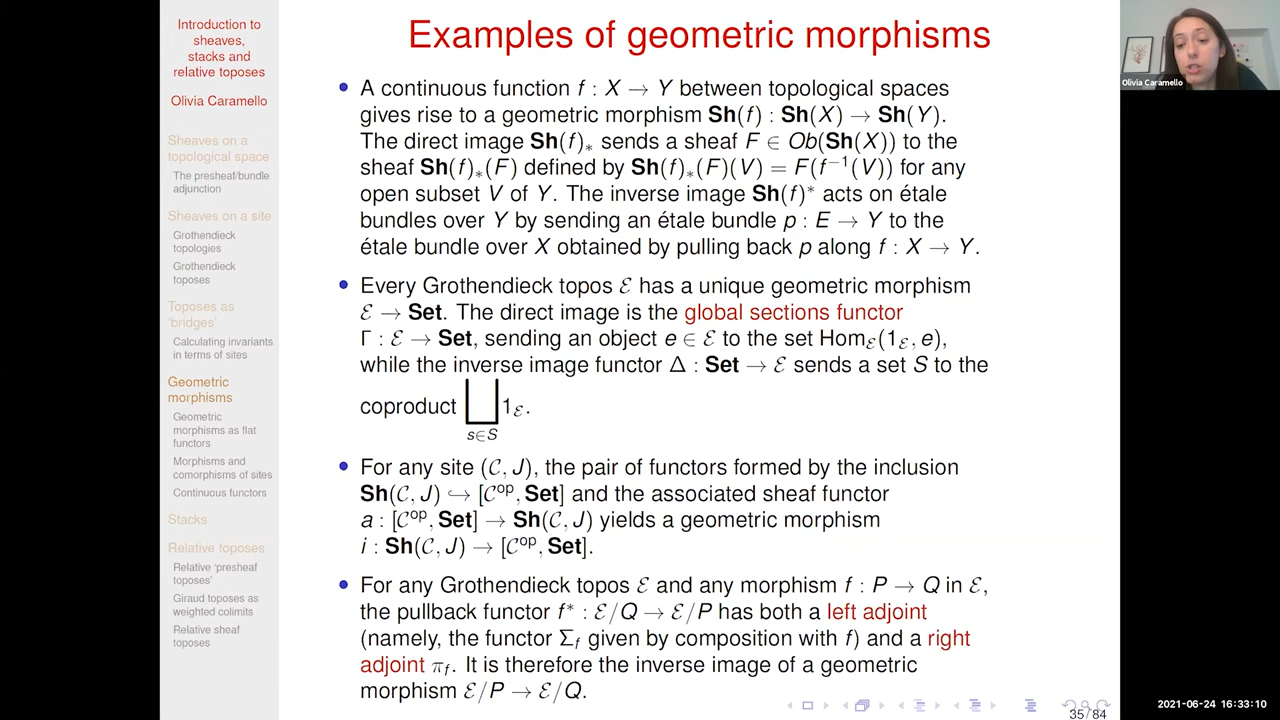 Introduction to
sheaves,
stacks and
relative toposes
Olivia Caramello
Sheaves on a
topological space
The presheaf/bundle
adjunction
Sheaves on a site
Grothendieck
topologies
Grothendieck
toposes
Toposes as
‘bridges’
Calculating invariants
in terms of sites
Geometric
morphisms
Geometric
morphisms as flat
functors
Morphisms and
comorphisms of sites
Continuous functors
Stacks
Relative toposes
Relative ‘presheaf
toposes’
Giraud toposes as
weighted colimits
Relative sheaf
toposes
Examples of geometric morphisms
• A continuous function f : X → Y between topological spaces
gives rise to a geometric morphism Sh(f) : Sh(X) → Sh(Y).
The direct image Sh(f)∗ sends a sheaf F ∈ Ob(Sh(X)) to the
sheaf Sh(f)∗(F) defined by Sh(f)∗(F)(V) = F(f⁻¹(V)) for any
open subset V of Y. The inverse image Sh(f)* acts on étale
bundles over Y by sending an étale bundle p : E → Y to the
étale bundle over X obtained by pulling back p along f : X → Y.
• Every Grothendieck topos ℰ has a unique geometric morphism
ℰ → Set. The direct image is the global sections functor
Γ : ℰ → Set, sending an object e ∈ ℰ to the set Homℰ(1ℰ, e),
while the inverse image functor Δ : Set → ℰ sends a set S to the
coproduct ⨆ 1ℰ.
s∈S
• For any site (𝒞, J), the pair of functors formed by the inclusion
Sh(𝒞, J) ↪ [𝒞ᵒᵖ, Set] and the associated sheaf functor
a : [𝒞ᵒᵖ, Set] → Sh(𝒞, J) yields a geometric morphism
i : Sh(𝒞, J) → [𝒞ᵒᵖ, Set].
• For any Grothendieck topos ℰ and any morphism f : P → Q in ℰ,
the pullback functor f* : ℰ/Q → ℰ/P has both a left adjoint
(namely, the functor Σf given by composition with f) and a right
adjoint πf. It is therefore the inverse image of a geometric
morphism ℰ/P → ℰ/Q.
35/84
Olivia Caramello
2021-06-24 16:33:10